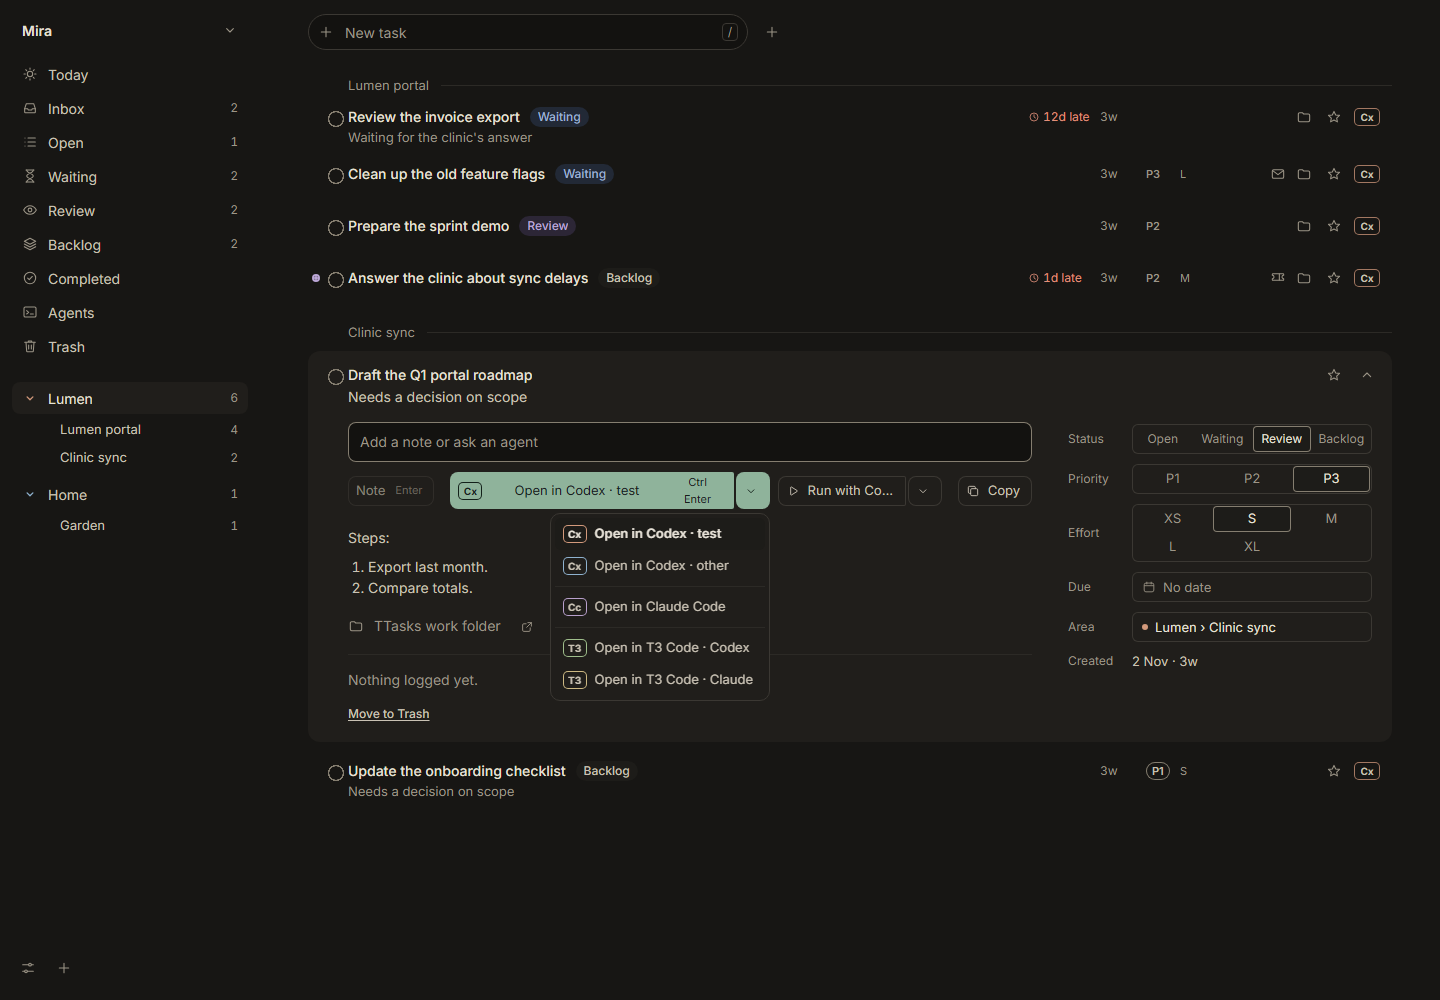 Mira
Today
Inbox 2
Open 1
Waiting 2
Review 2
Backlog 2
Completed
Agents
Trash
Lumen 6
Lumen portal 4
Clinic sync 2
Home 1
Garden 1
New task /
Lumen portal
Review the invoice export Waiting 12d late 3w Cx
Waiting for the clinic's answer
Clean up the old feature flags Waiting 3w P3 L Cx
Prepare the sprint demo Review 3w P2 Cx
Answer the clinic about sync delays Backlog 1d late 3w P2 M Cx
Clinic sync
Draft the Q1 portal roadmap
Needs a decision on scope
Add a note or ask an agent
Note Enter
Cx Open in Codex · test Ctrl Enter
Run with Co...
Copy
Cx Open in Codex · test
Cx Open in Codex · other
Cc Open in Claude Code
T3 Open in T3 Code · Codex
T3 Open in T3 Code · Claude
Steps:
1. Export last month.
2. Compare totals.
TTasks work folder
Nothing logged yet.
Move to Trash
Status Open Waiting Review Backlog
Priority P1 P2 P3
Effort XS S M
L XL
Due No date
Area Lumen › Clinic sync
Created 2 Nov · 3w
Update the onboarding checklist Backlog 3w P1 S Cx
Needs a decision on scope